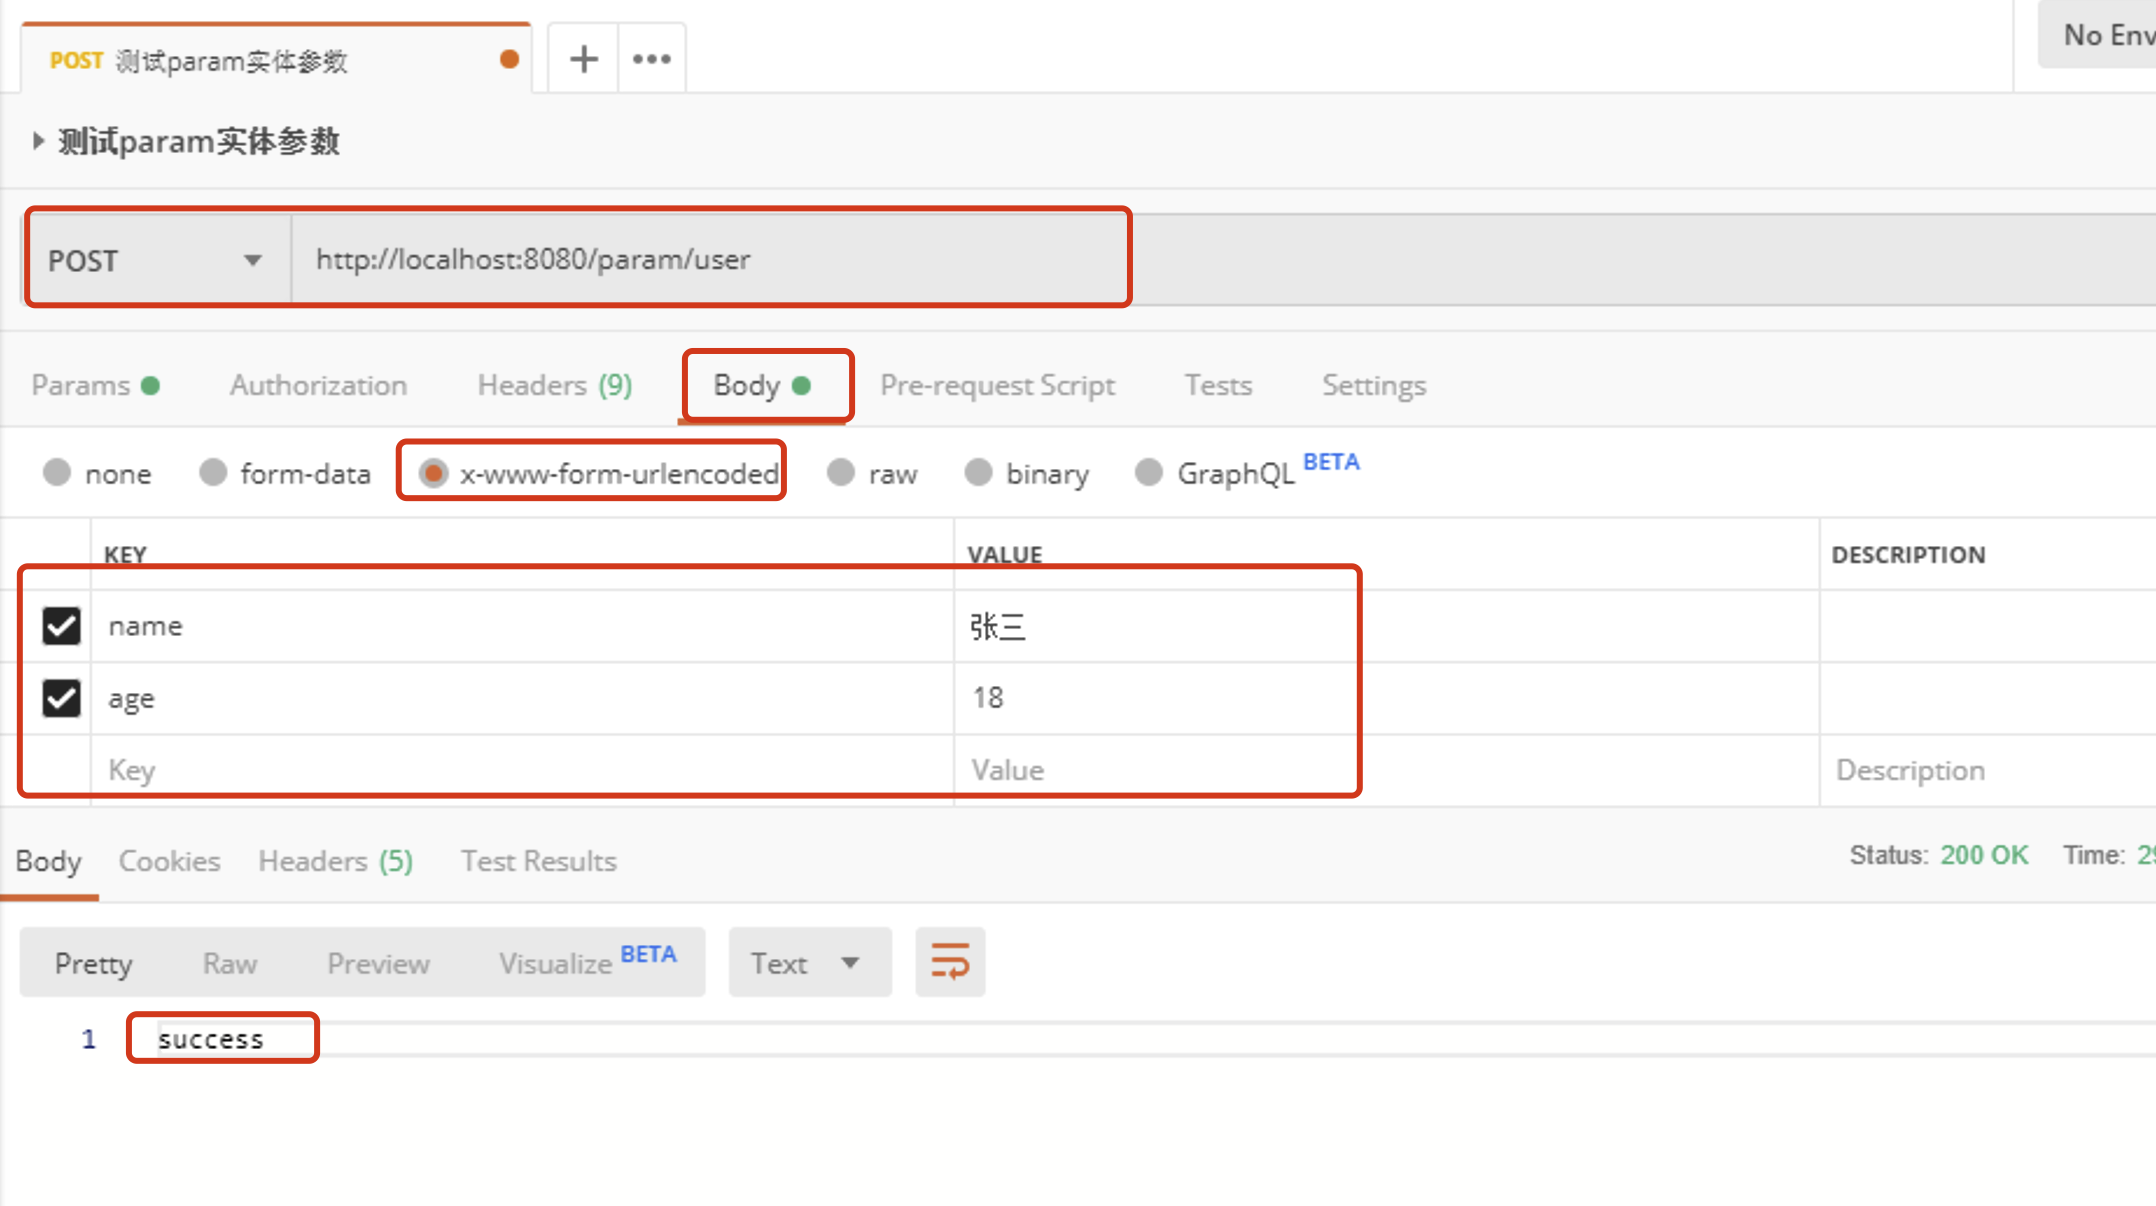 POST 测试param实体参数
No Env
测试param实体参数
POST http://localhost:8080/param/user
Params Authorization Headers (9) Body Pre-request Script Tests Settings
none form-data x-www-form-urlencoded raw binary GraphQL BETA
KEY VALUE DESCRIPTION
name 张三
age 18
Key Value Description
Body Cookies Headers (5) Test Results Status: 200 OK Time: 29
Pretty Raw Preview Visualize BETA Text
1 success